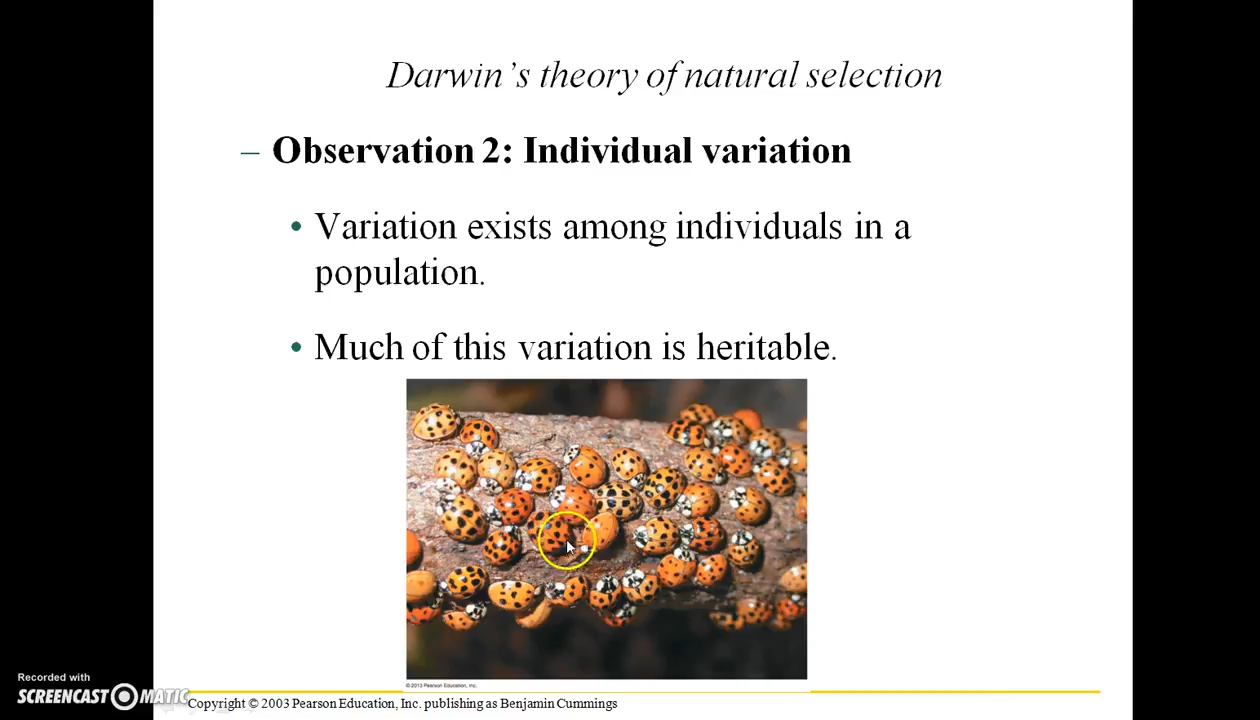 Darwin's theory of natural selection
– Observation 2: Individual variation
• Variation exists among individuals in a
population.
• Much of this variation is heritable.
© 2013 Pearson Education, Inc.
Recorded with
SCREENCAST MATIC
Copyright © 2003 Pearson Education, Inc. publishing as Benjamin Cummings